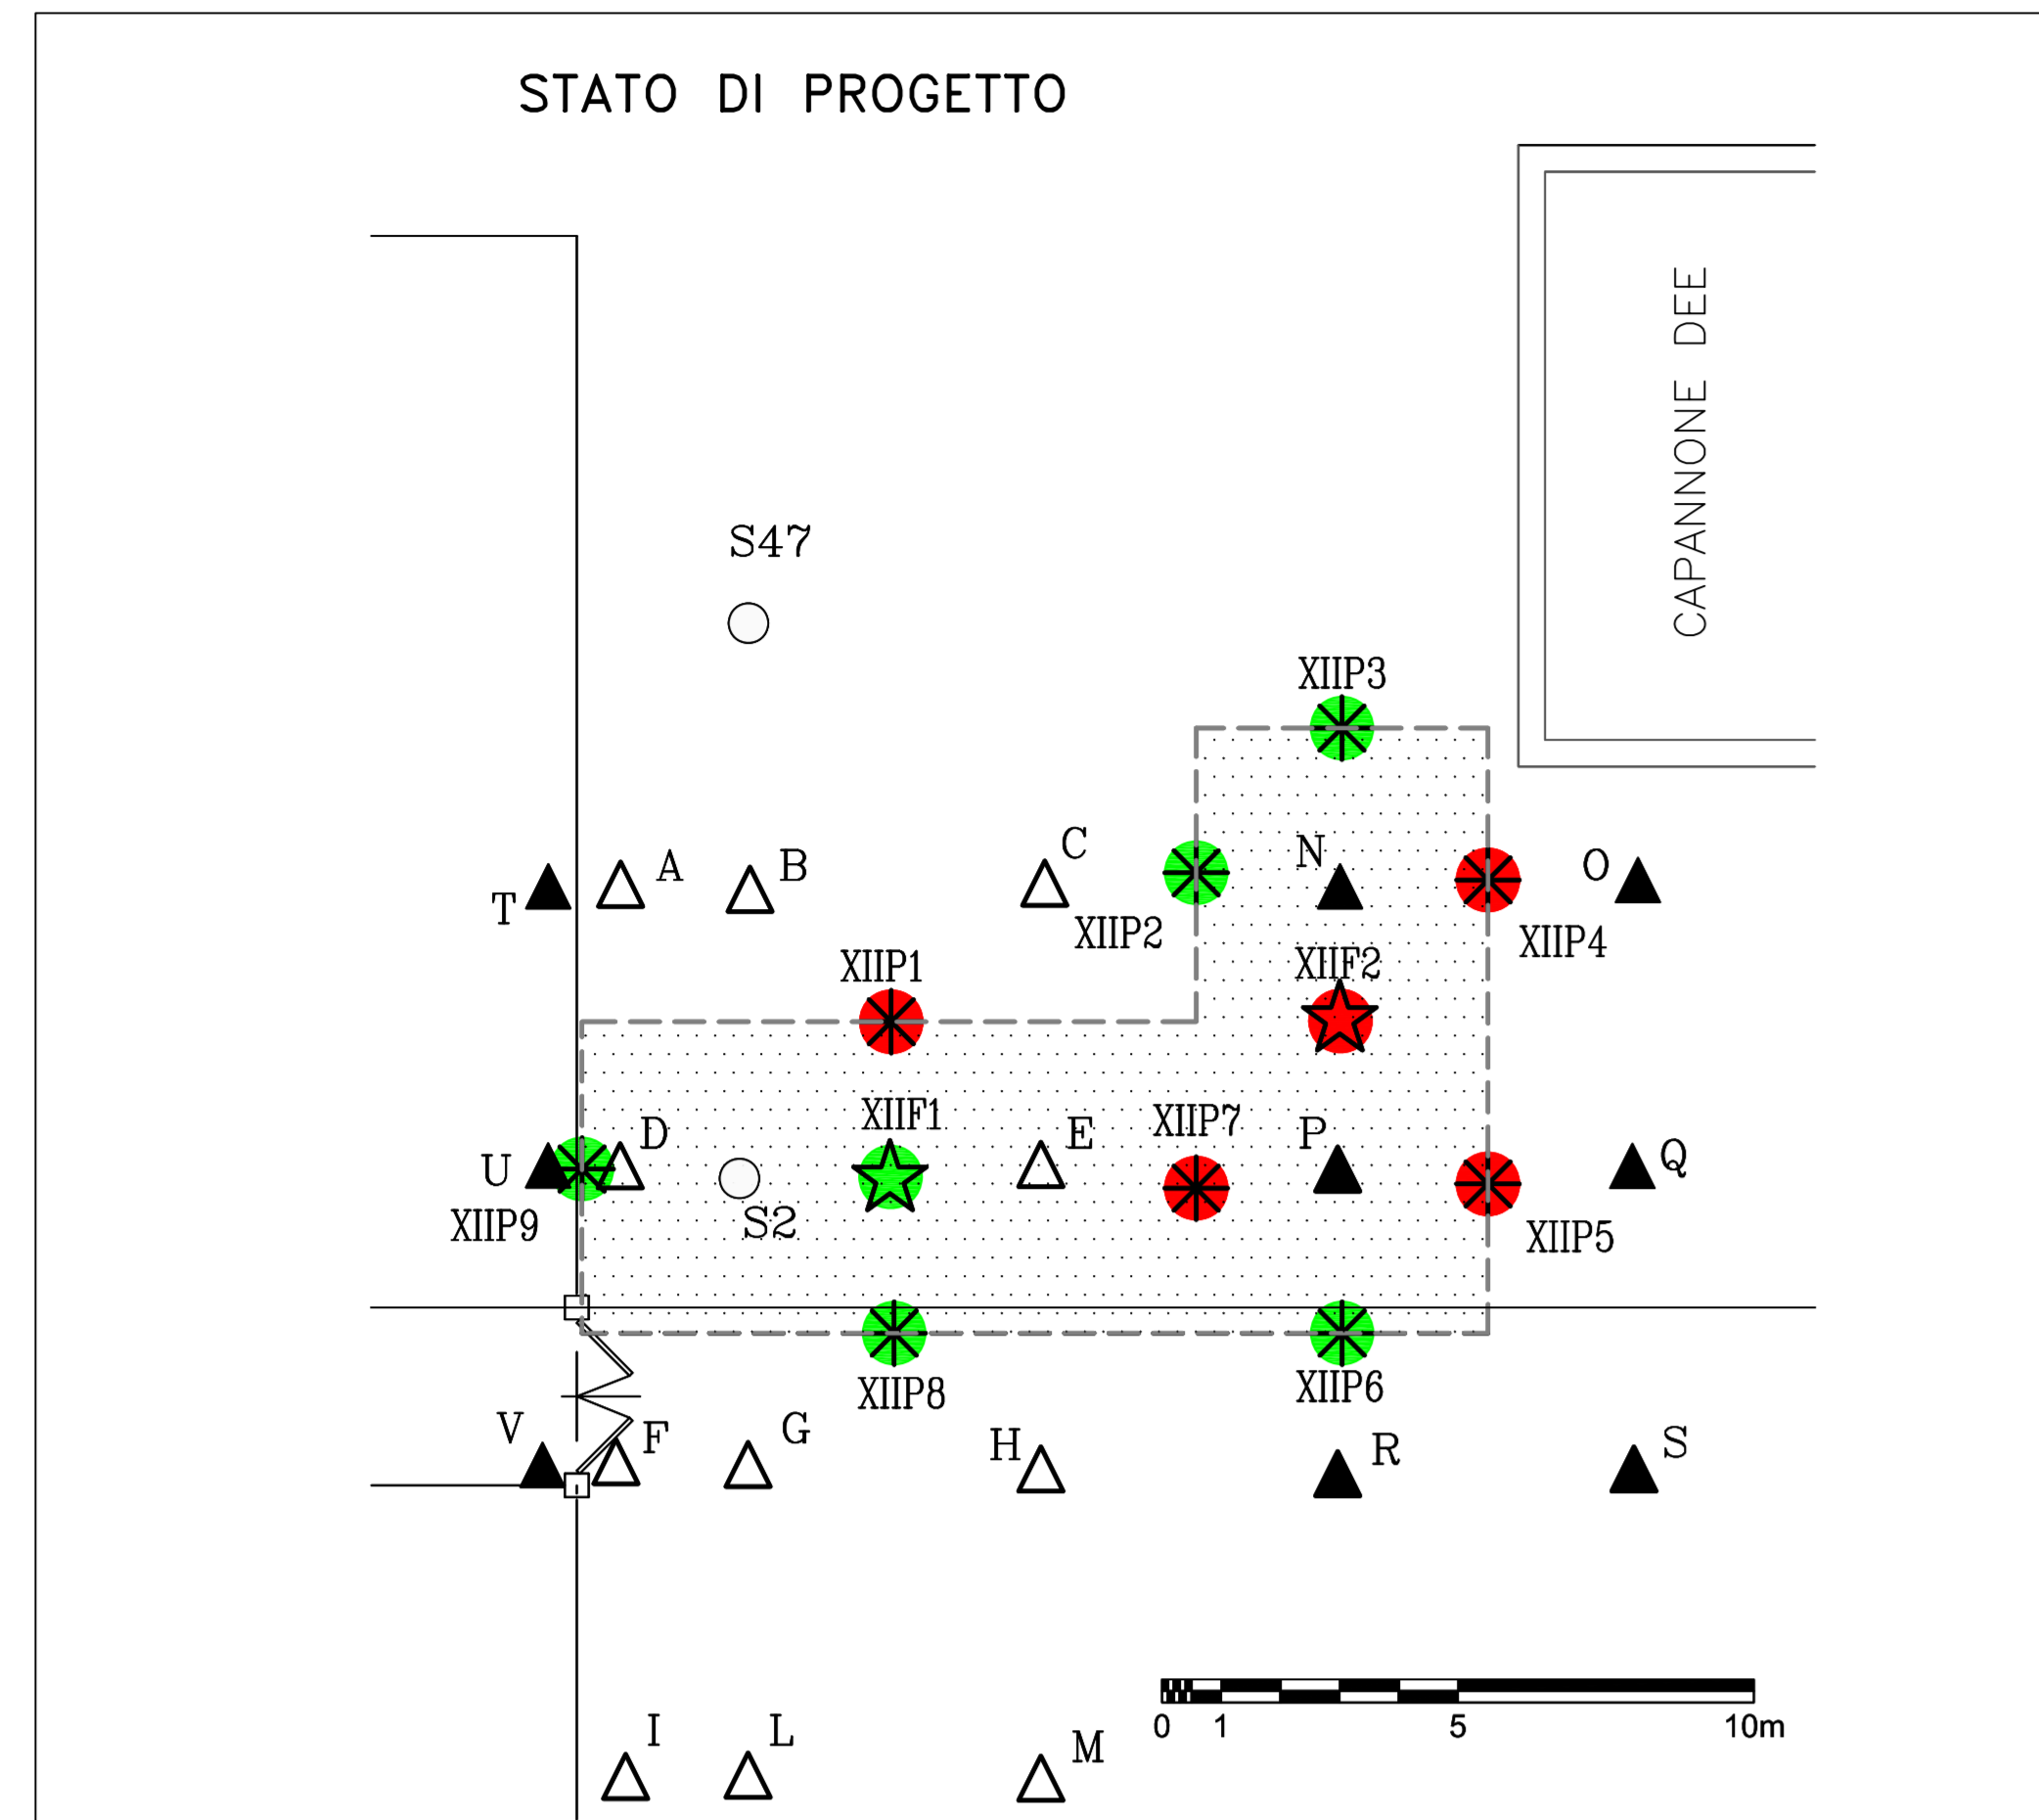 STATO DI PROGETTO
CAPANNONE DEE
S47
XIIP3
T
A
B
C
XIIP2
N
O
XIIP4
XIIP1
XIIF2
U
D
XIIF1
E
XIIP7
P
Q
XIIP9
S2
XIIP5
XIIP8
XIIP6
V
F
G
H
R
S
0 1 5 10m
I
L
M